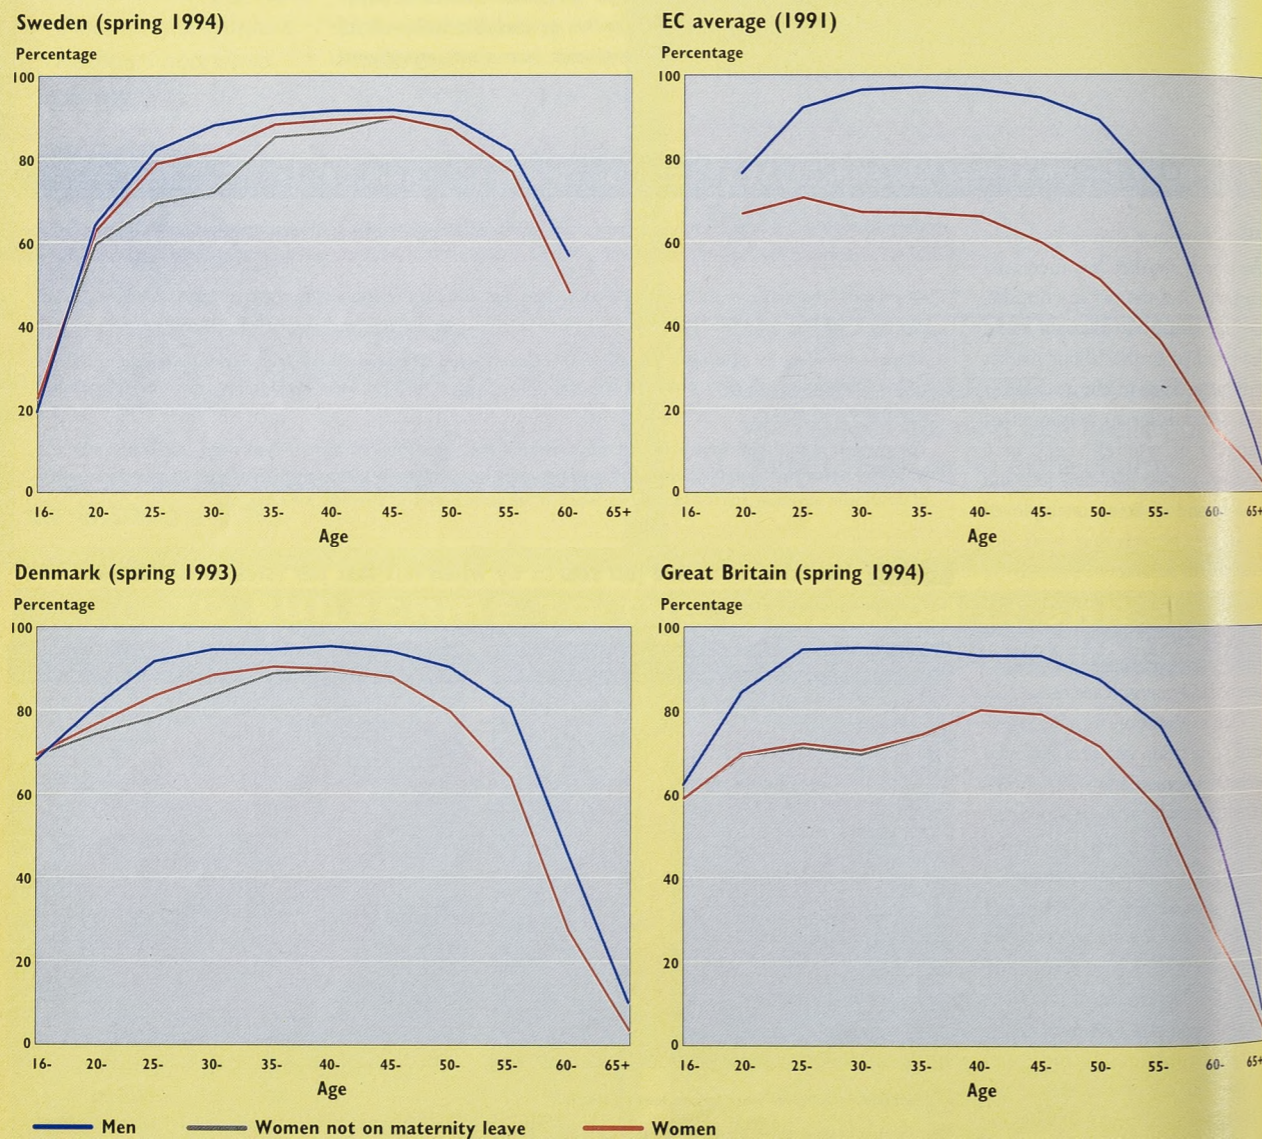 Sweden (spring 1994)
Percentage
100
80
60
40
20
0
16- 20- 25- 30- 35- 40- 45- 50- 55- 60- 65+
Age
EC average (1991)
Percentage
100
80
60
40
20
0
16- 20- 25- 30- 35- 40- 45- 50- 55- 60- 65+
Age
Denmark (spring 1993)
Percentage
100
80
60
40
20
0
16- 20- 25- 30- 35- 40- 45- 50- 55- 60- 65+
Age
Great Britain (spring 1994)
Percentage
100
80
60
40
20
0
16- 20- 25- 30- 35- 40- 45- 50- 55- 60- 65+
Age
Men Women not on maternity leave Women